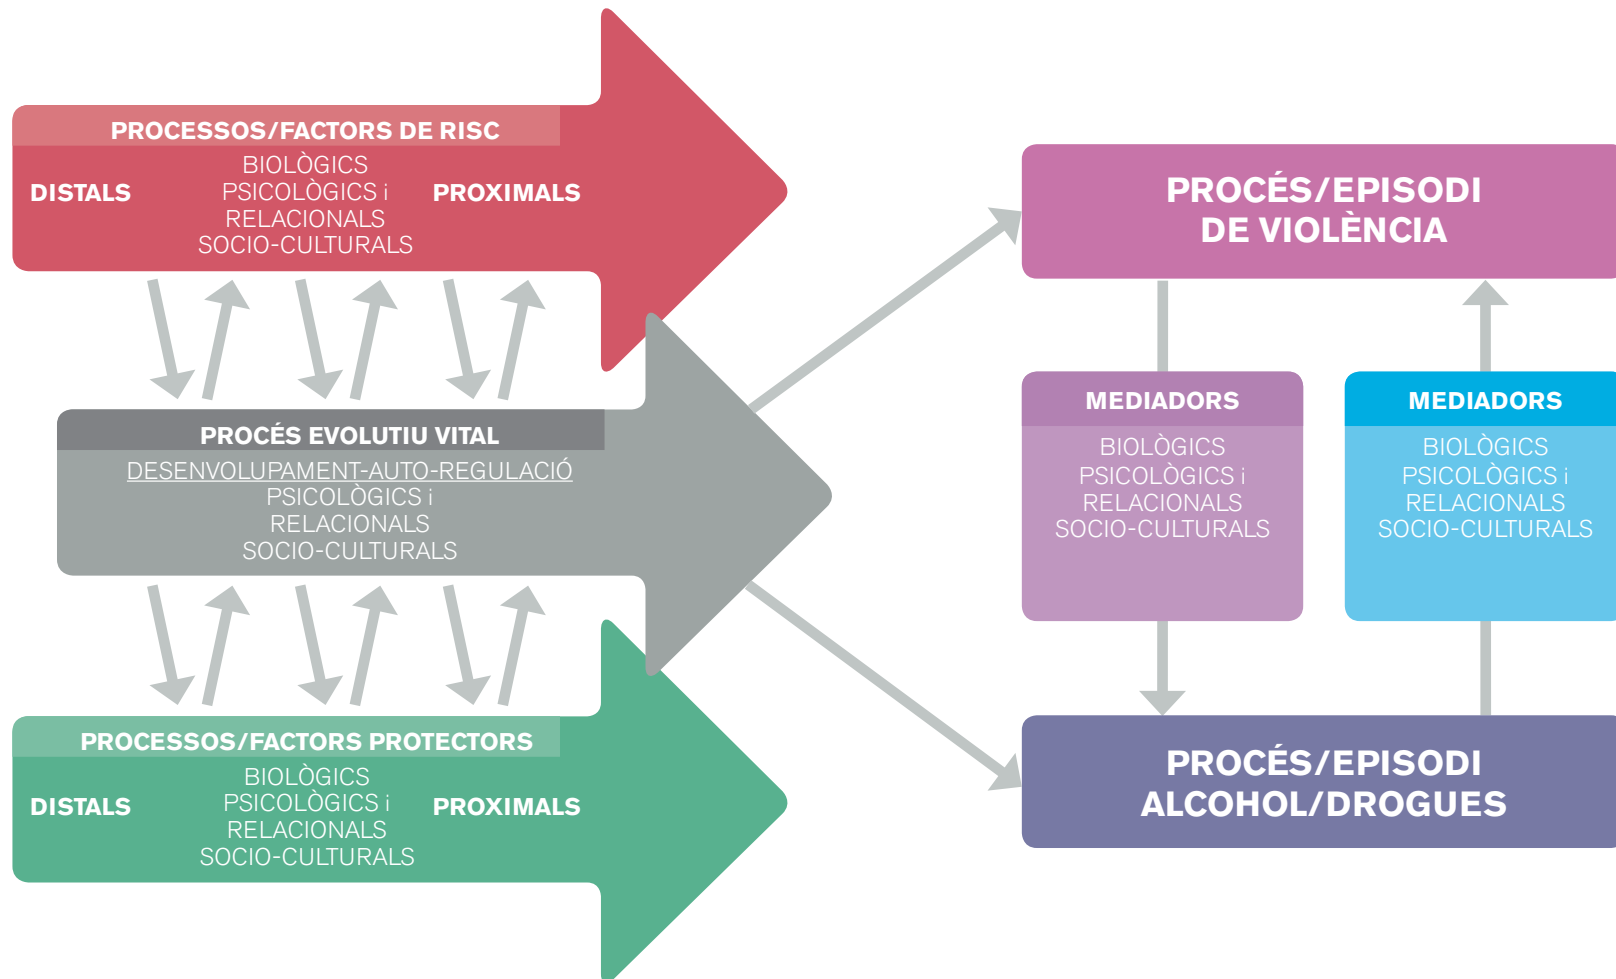 PROCESSOS/FACTORS DE RISC
DISTALS
BIOLÒGICS
PSICOLÒGICS i
RELACIONALS
SOCIO-CULTURALS
PROXIMALS
PROCÉS EVOLUTIU VITAL
DESENVOLUPAMENT-AUTO-REGULACIÓ
PSICOLÒGICS i
RELACIONALS
SOCIO-CULTURALS
PROCESSOS/FACTORS PROTECTORS
DISTALS
BIOLÒGICS
PSICOLÒGICS i
RELACIONALS
SOCIO-CULTURALS
PROXIMALS
PROCÉS/EPISODI
DE VIOLÈNCIA
MEDIADORS
BIOLÒGICS
PSICOLÒGICS i
RELACIONALS
SOCIO-CULTURALS
MEDIADORS
BIOLÒGICS
PSICOLÒGICS i
RELACIONALS
SOCIO-CULTURALS
PROCÉS/EPISODI
ALCOHOL/DROGUES